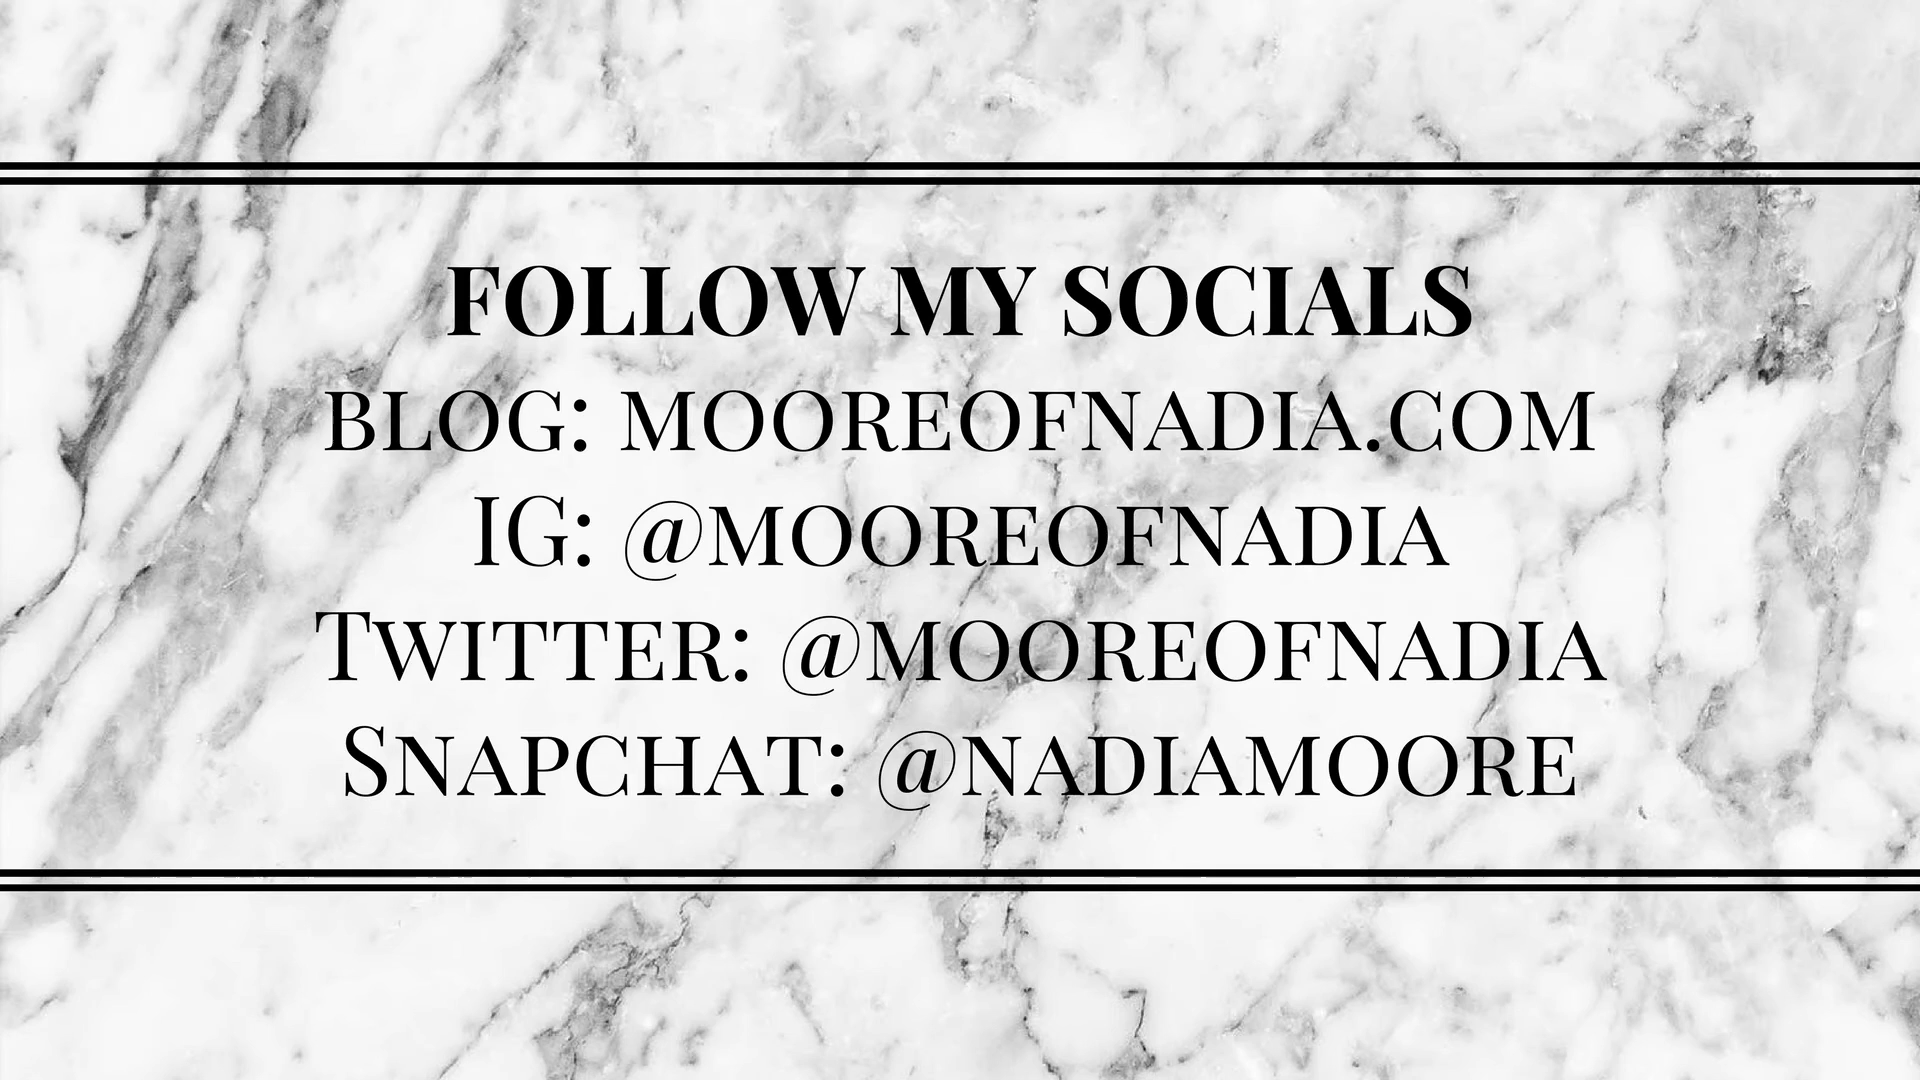 FOLLOW MY SOCIALS
BLOG: MOOREOFNADIA.COM
IG: @MOOREOFNADIA
TWITTER: @MOOREOFNADIA
SNAPCHAT: @NADIAMOORE